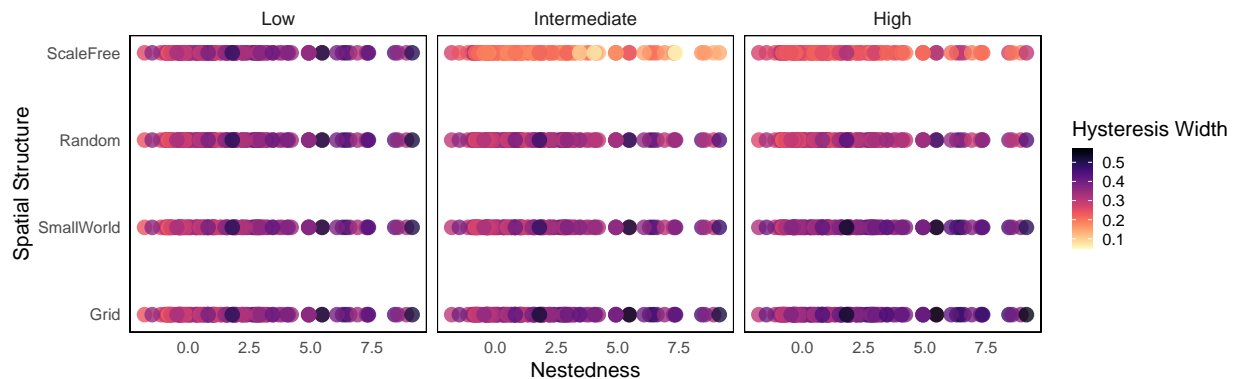 Low Intermediate High
ScaleFree
Random
SmallWorld
Grid
Spatial Structure
0.0 2.5 5.0 7.5 0.0 2.5 5.0 7.5 0.0 2.5 5.0 7.5
Nestedness
Hysteresis Width
0.5
0.4
0.3
0.2
0.1